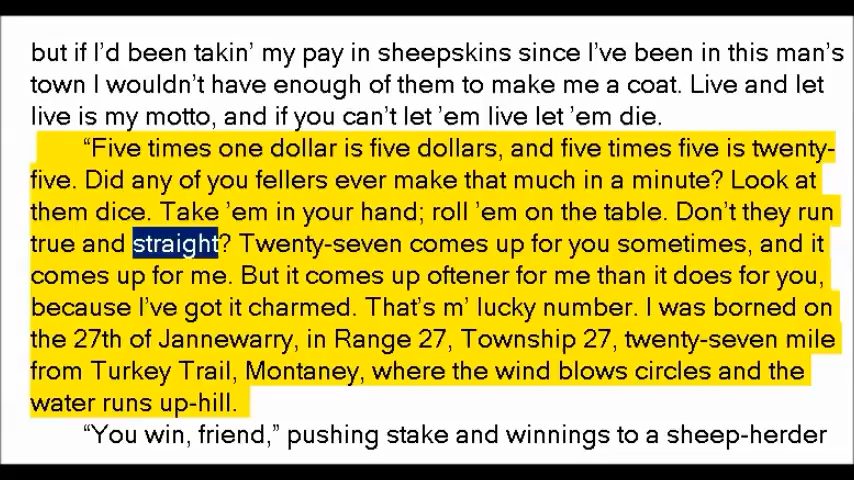 but if I’d been takin’ my pay in sheepskins since I’ve been in this man’s
town I wouldn’t have enough of them to make me a coat. Live and let
live is my motto, and if you can’t let ’em live let ’em die.
“Five times one dollar is five dollars, and five times five is twenty-
five. Did any of you fellers ever make that much in a minute? Look at
them dice. Take ’em in your hand; roll ’em on the table. Don’t they run
true and straight? Twenty-seven comes up for you sometimes, and it
comes up for me. But it comes up oftener for me than it does for you,
because I’ve got it charmed. That’s m’ lucky number. I was borned on
the 27th of Jannewarry, in Range 27, Township 27, twenty-seven mile
from Turkey Trail, Montaney, where the wind blows circles and the
water runs up-hill.
“You win, friend,” pushing stake and winnings to a sheep-herder